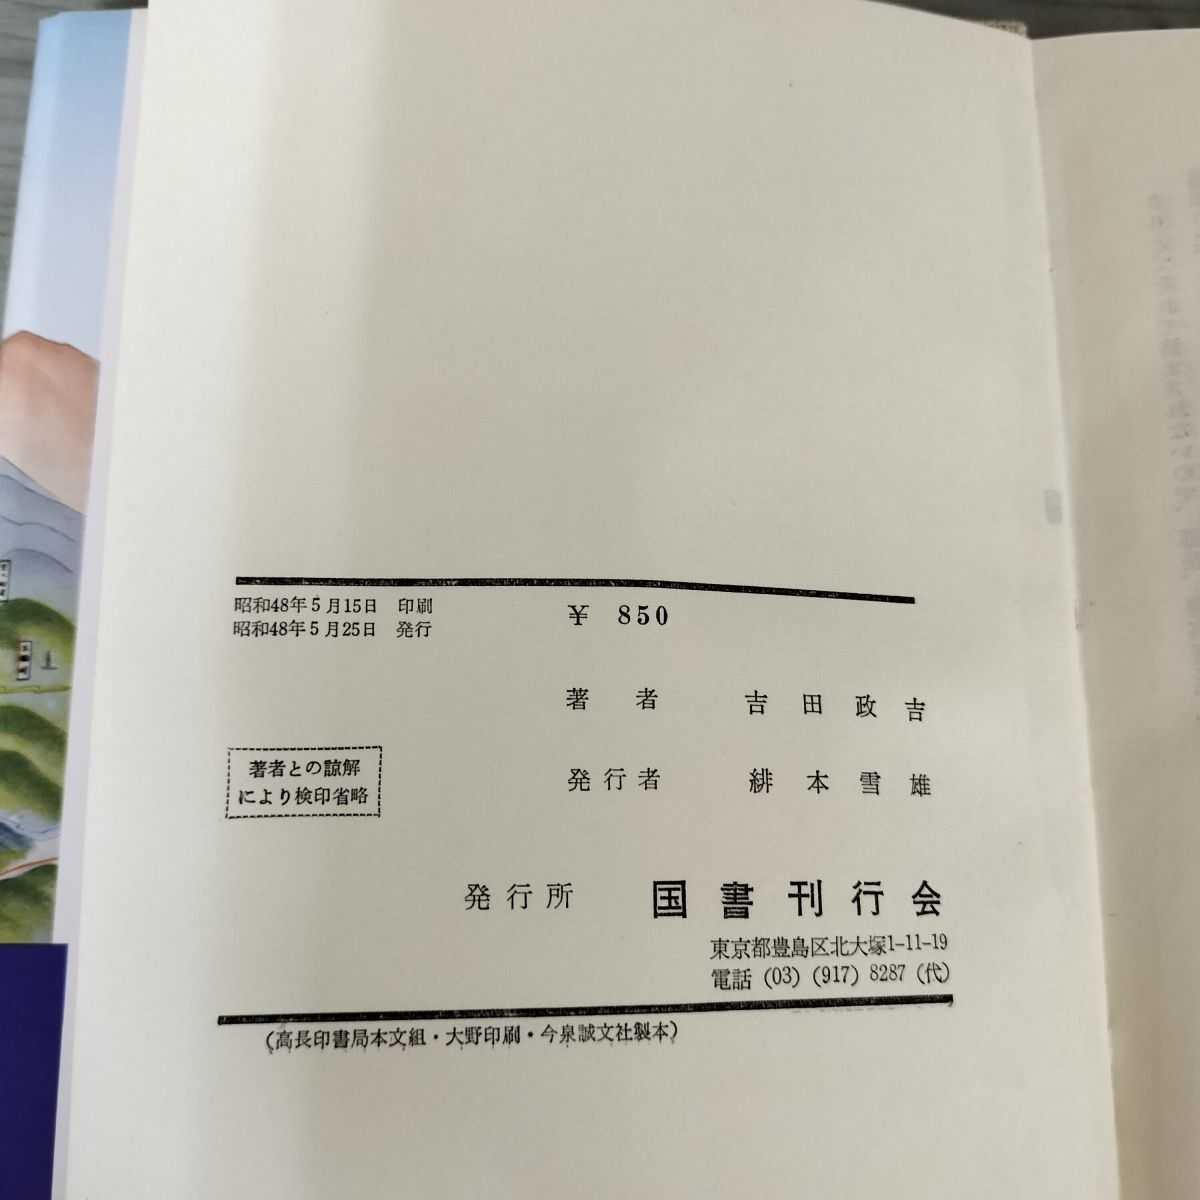 昭和48年5月15日 印刷
昭和48年5月25日 発行
¥ 850
著者 吉田政吉
発行者 緋本雪雄
著者との諒解
により検印省略
発行所 国書刊行会
東京都豊島区北大塚1-11-19
電話 (03) (917) 8287 (代)
(高長印書局本文組・大野印刷・今泉誠文社製本)